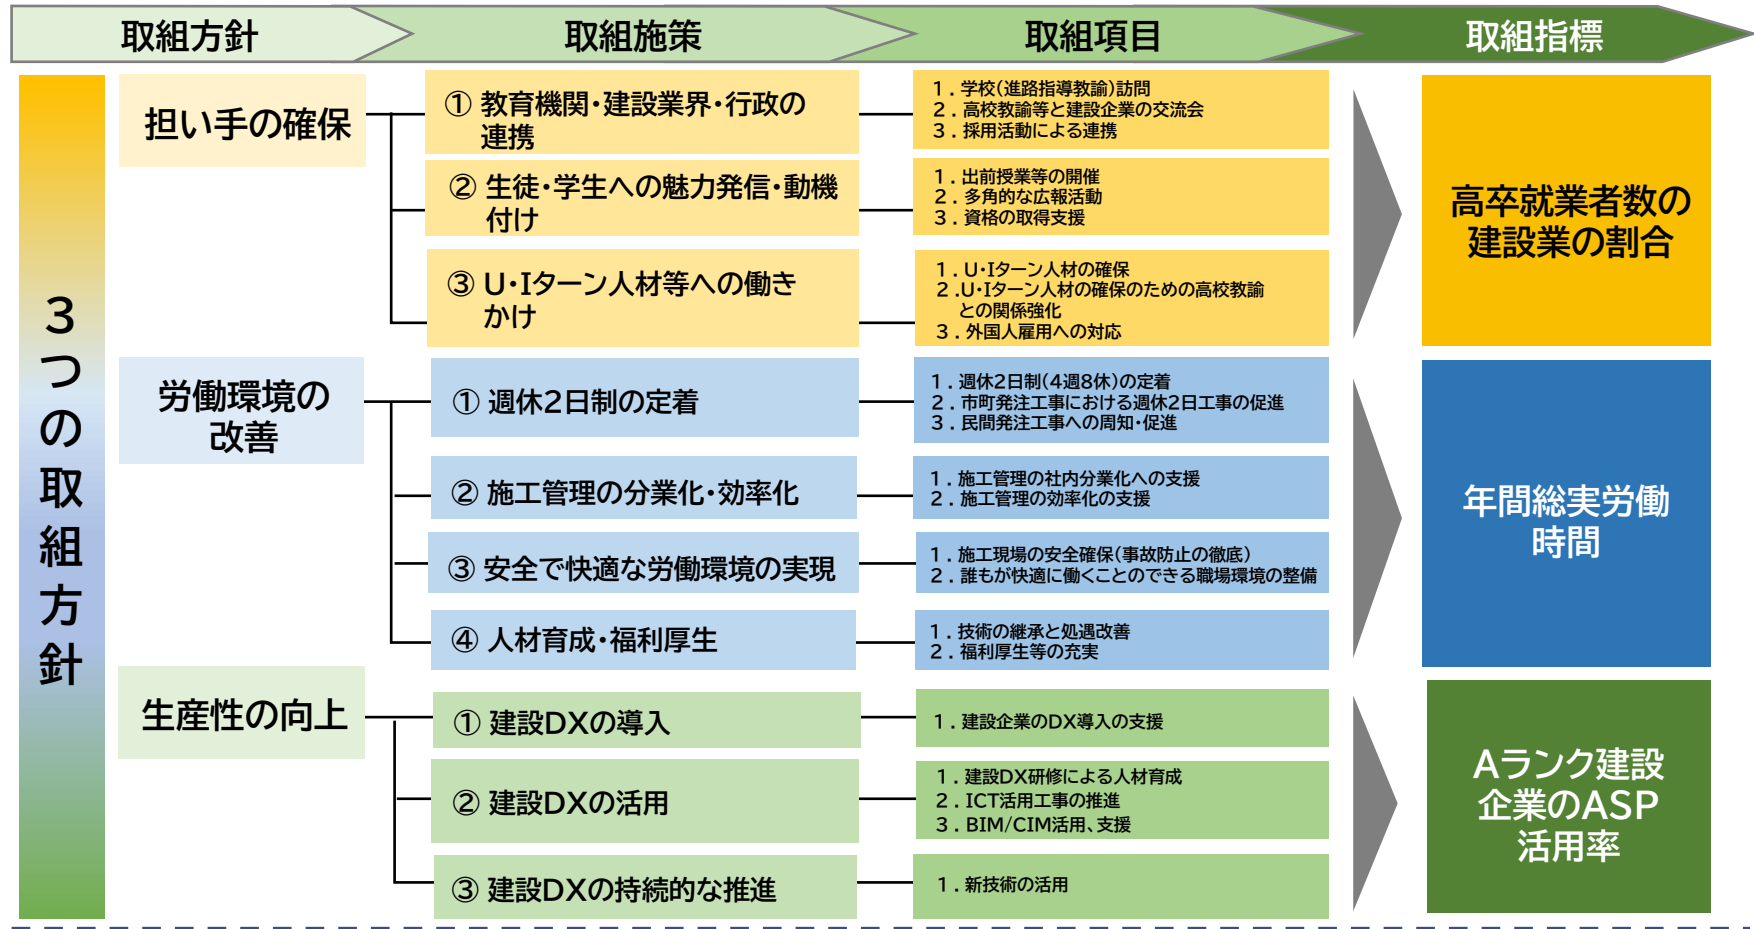 取組方針
取組施策
取組項目
取組指標
3つの取組方針
担い手の確保
① 教育機関・建設業界・行政の
連携
1．学校(進路指導教諭)訪問
2．高校教諭等と建設企業の交流会
3．採用活動による連携
② 生徒・学生への魅力発信・動機
付け
1．出前授業等の開催
2．多角的な広報活動
3．資格の取得支援
③ U・Iターン人材等への働き
かけ
1．U・Iターン人材の確保
2．U・Iターン人材の確保のための高校教諭
との関係強化
3．外国人雇用への対応
高卒就業者数の
建設業の割合
労働環境の
改善
① 週休2日制の定着
1．週休2日制(4週8休)の定着
2．市町発注工事における週休2日工事の促進
3．民間発注工事への周知・促進
② 施工管理の分業化・効率化
1．施工管理の社内分業化への支援
2．施工管理の効率化の支援
③ 安全で快適な労働環境の実現
1．施工現場の安全確保(事故防止の徹底)
2．誰もが快適に働くことのできる職場環境の整備
④ 人材育成・福利厚生
1．技術の継承と処遇改善
2．福利厚生等の充実
年間総実労働
時間
生産性の向上
① 建設DXの導入
1．建設企業のDX導入の支援
② 建設DXの活用
1．建設DX研修による人材育成
2．ICT活用工事の推進
3．BIM/CIM活用、支援
③ 建設DXの持続的な推進
1．新技術の活用
Aランク建設
企業のASP
活用率